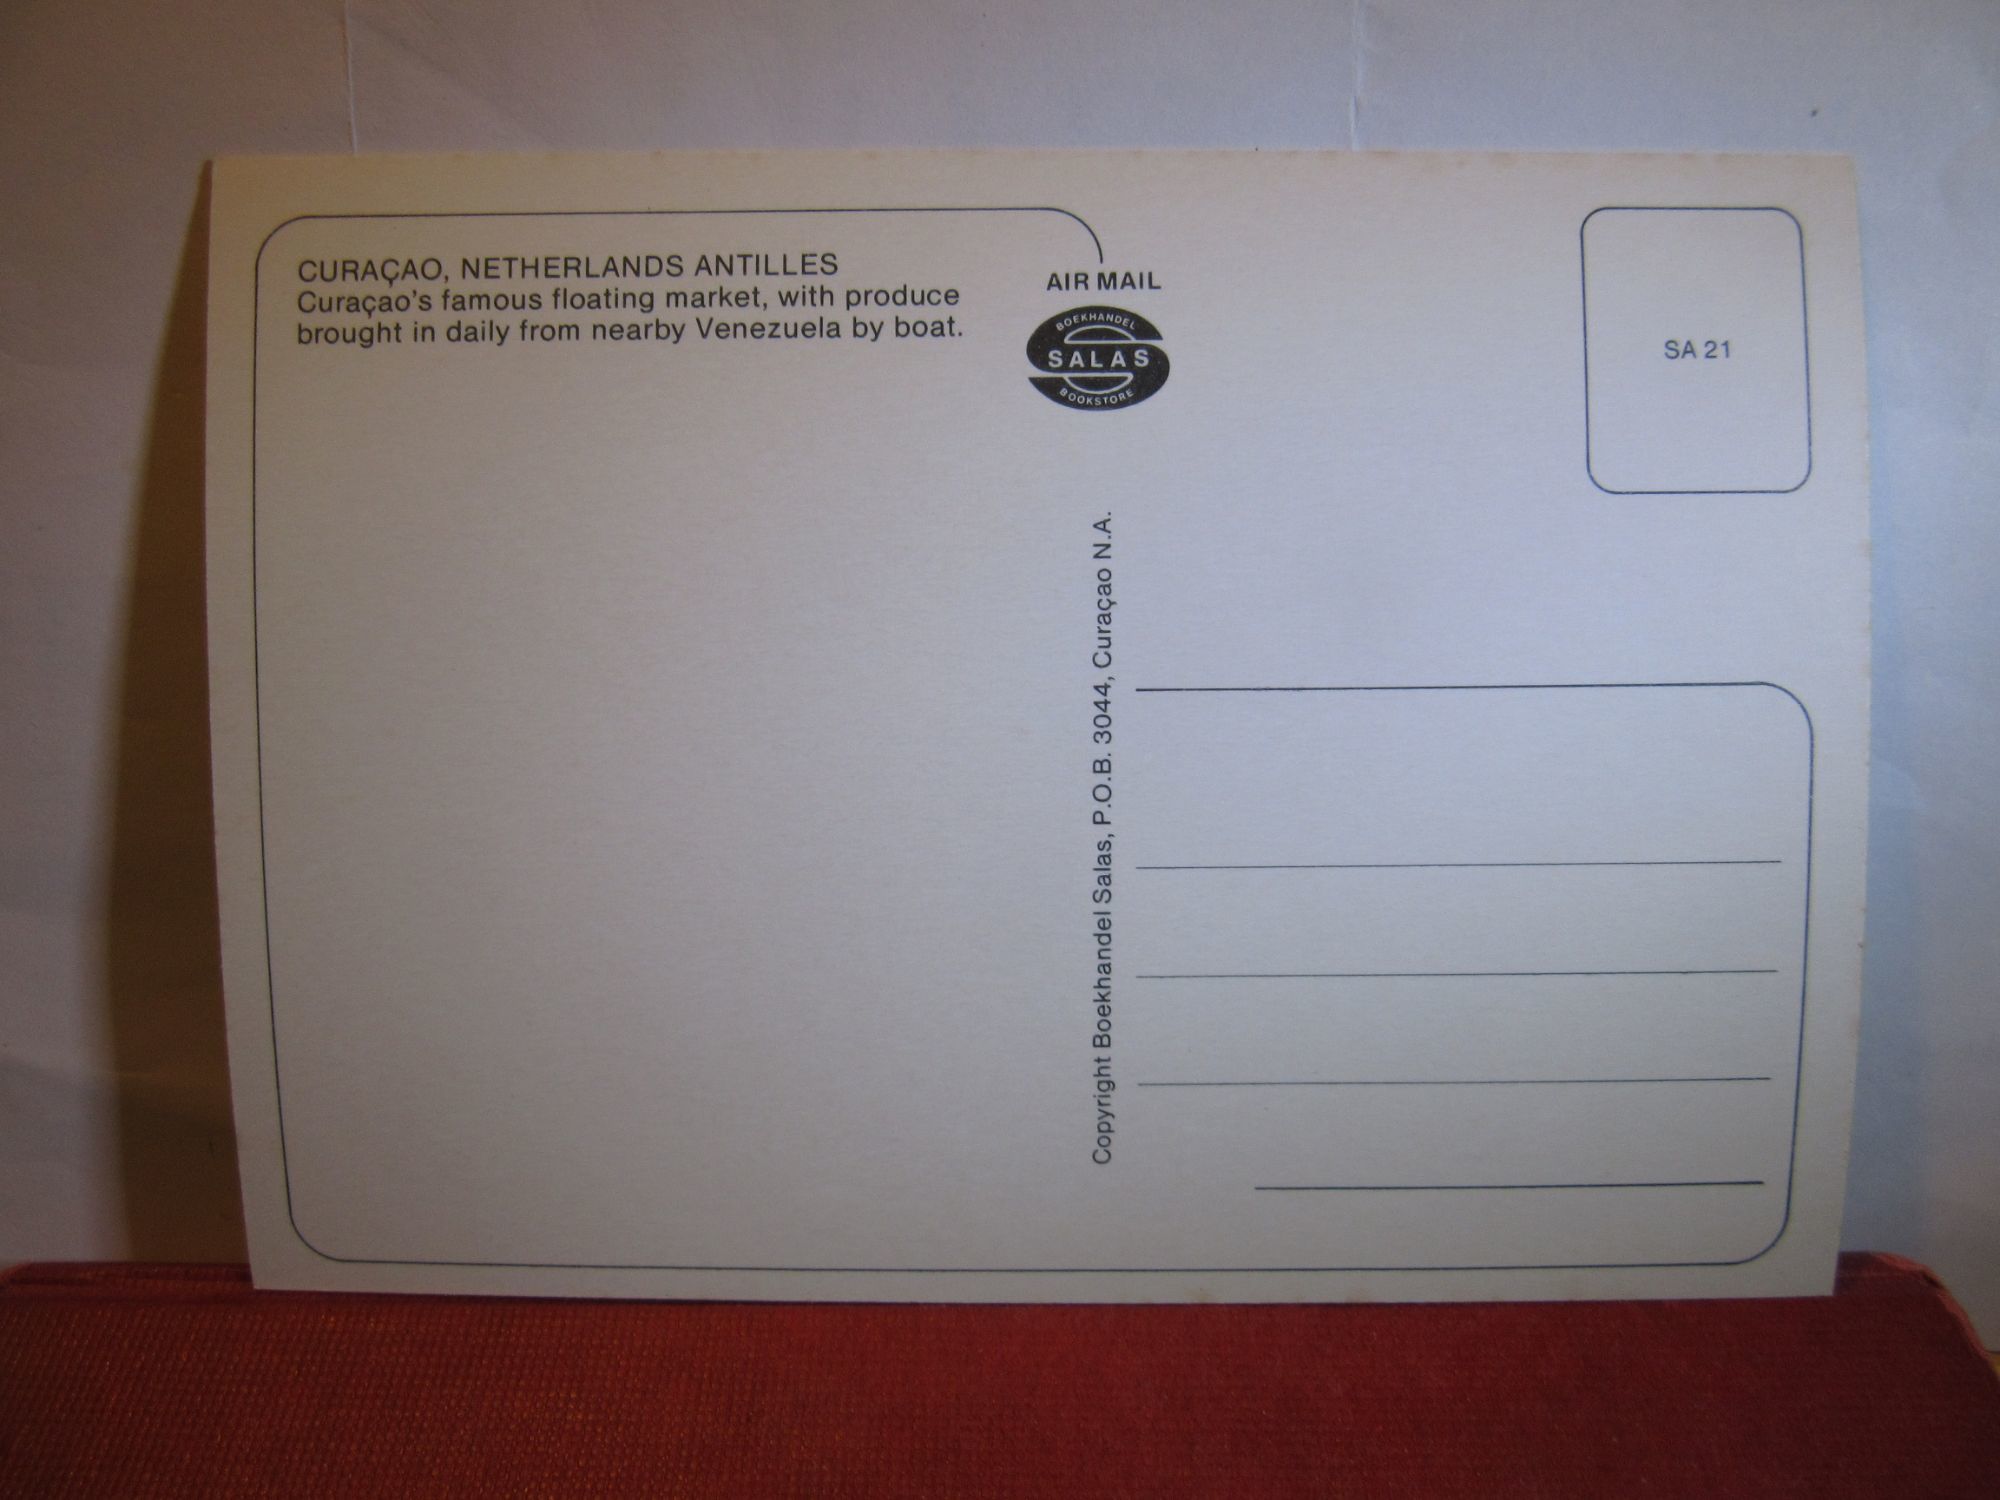 CURAÇAO, NETHERLANDS ANTILLES
Curaçao's famous floating market, with produce
brought in daily from nearby Venezuela by boat.
AIR MAIL
BOEKHANDEL
SALAS
BOOKSTORE
SA 21
Copyright Boekhandel Salas, P.O.B. 3044, Curaçao N.A.